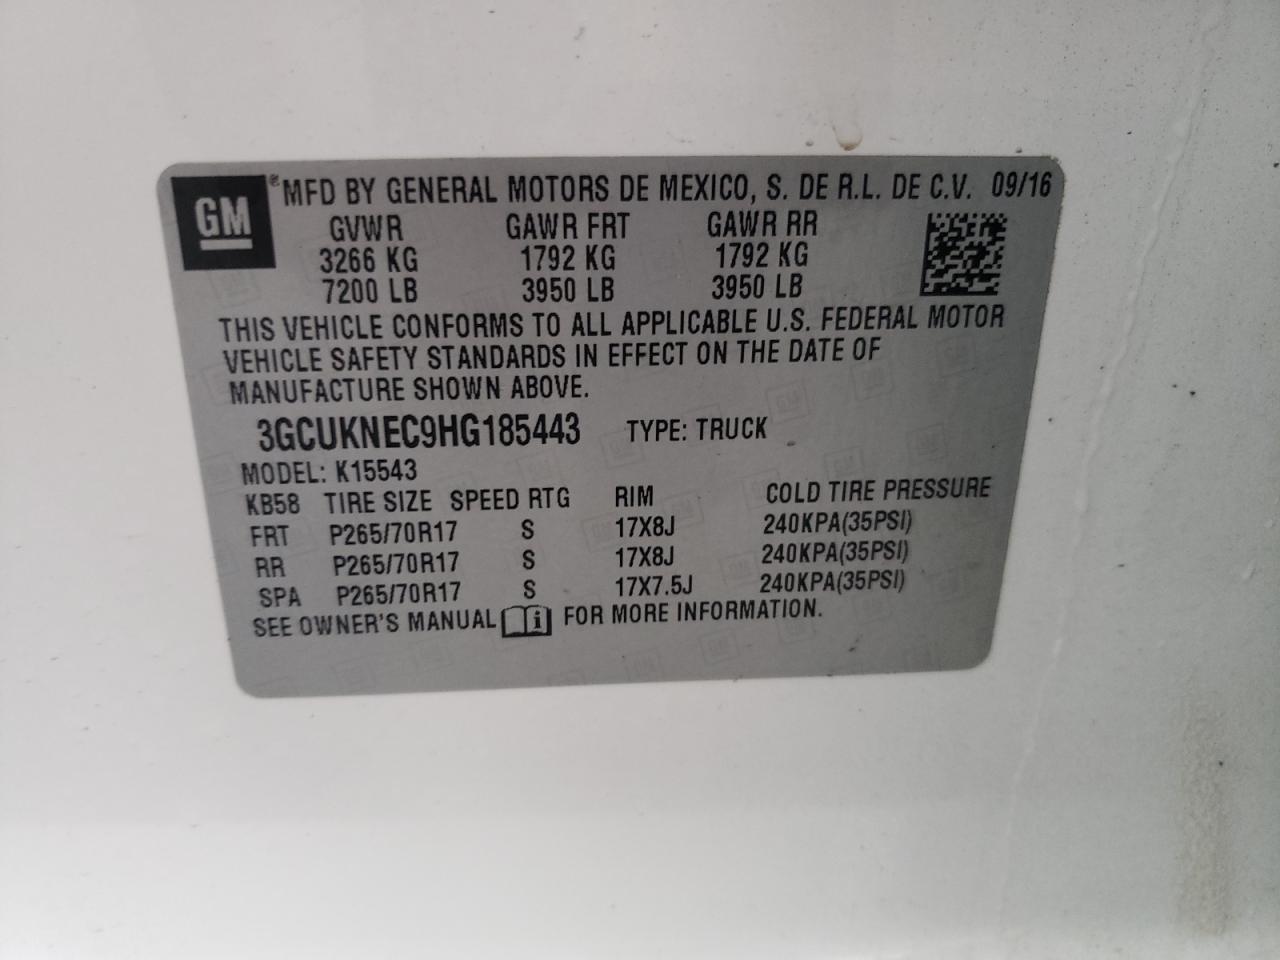 GM ® MFD BY GENERAL MOTORS DE MEXICO, S. DE R.L. DE C.V. 09/16
GVWR GAWR FRT GAWR RR
3266 KG 1792 KG 1792 KG
7200 LB 3950 LB 3950 LB
THIS VEHICLE CONFORMS TO ALL APPLICABLE U.S. FEDERAL MOTOR
VEHICLE SAFETY STANDARDS IN EFFECT ON THE DATE OF
MANUFACTURE SHOWN ABOVE.
3GCUKNEC9HG185443 TYPE: TRUCK
MODEL: K15543
KB58 TIRE SIZE SPEED RTG RIM COLD TIRE PRESSURE
FRT P265/70R17 S 17X8J 240KPA(35PSI)
RR P265/70R17 S 17X8J 240KPA(35PSI)
SPA P265/70R17 S 17X7.5J 240KPA(35PSI)
SEE OWNER'S MANUAL i FOR MORE INFORMATION.